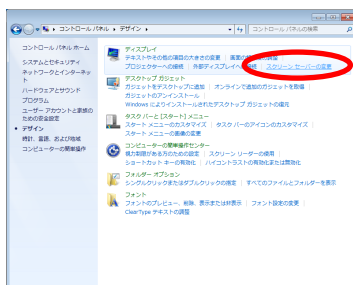 コントロール パネル ▸ デザイン ▸
コントロール パネルの検索
コントロール パネル ホーム
システムとセキュリティ
ネットワークとインターネッ
ト
ハードウェアとサウンド
プログラム
ユーザー アカウントと家族の
ための安全設定
デザイン
時計、言語、および地域
コンピューターの簡単操作
ディスプレイ
テキストやその他の項目の大きさの変更
プロジェクターへの接続 | 外部ディスプレイへの接続 | スクリーン セーバーの変更
デスクトップ ガジェット
ガジェットをデスクトップに追加 | オンラインで追加のガジェットを取得
ガジェットのアンインストール
Windows によりインストールされたデスクトップ ガジェットの復元
タスク バーと [スタート] メニュー
スタート メニューのカスタマイズ | タスク バーのアイコンのカスタマイズ
スタート メニューの画像の変更
コンピューターの簡単操作センター
視力制限がある方のための設定 | スクリーン リーダーの使用
ショートカット キーの有効化 | ハイコントラストの有効化または無効化
フォルダー オプション
シングルクリックまたはダブルクリックの指定 | すべてのファイルとフォルダーを表示
フォント
フォントのプレビュー、削除、表示または非表示 | フォント設定の変更
ClearType テキストの調整